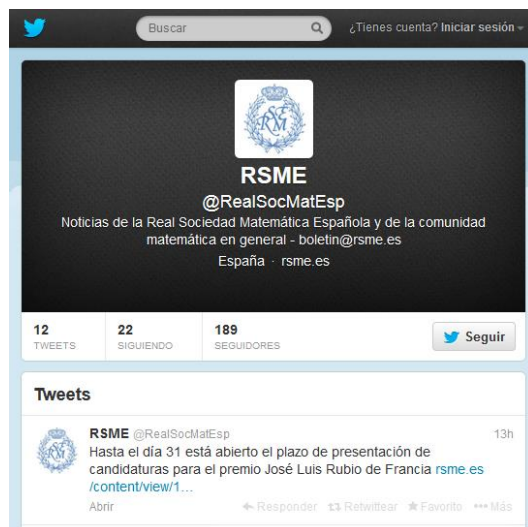 Buscar
¿Tienes cuenta? Iniciar sesión
RSME
@RealSocMatEsp
Noticias de la Real Sociedad Matemática Española y de la comunidad
matemática en general - boletin@rsme.es
España · rsme.es
12 22 189
TWEETS SIGUIENDO SEGUIDORES
Seguir
Tweets
RSME @RealSocMatEsp 13h
Hasta el día 31 está abierto el plazo de presentación de
candidaturas para el premio José Luis Rubio de Francia rsme.es
/content/view/1...
Abrir Responder Retwittear Favorito Más